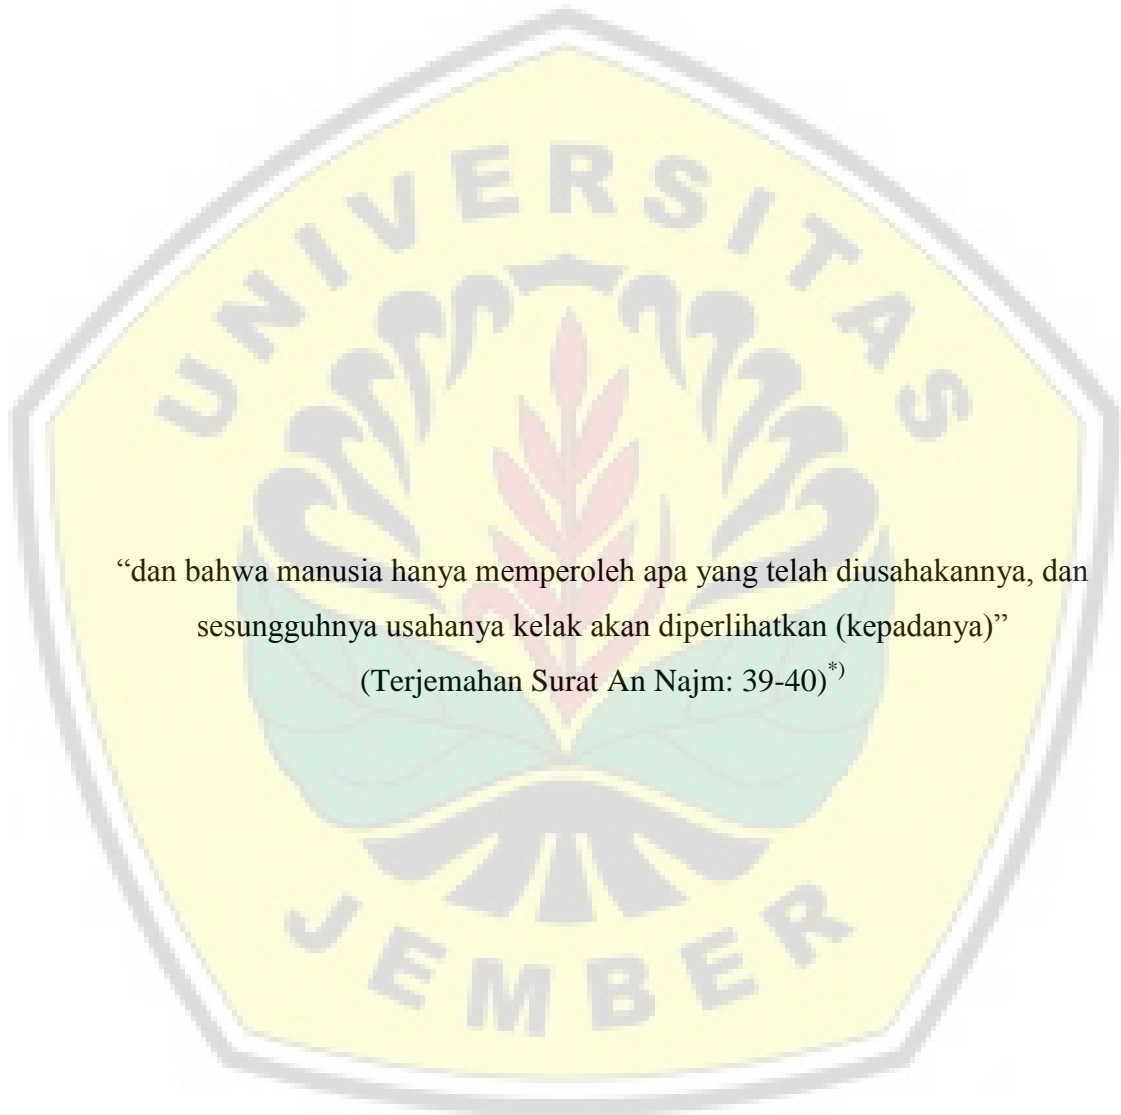 UNIVERSITAS
“dan bahwa manusia hanya memperoleh apa yang telah diusahakannya, dan
sesungguhnya usahanya kelak akan diperlihatkan (kepadanya)”
(Terjemahan Surat An Najm: 39-40)*)
JEMBER